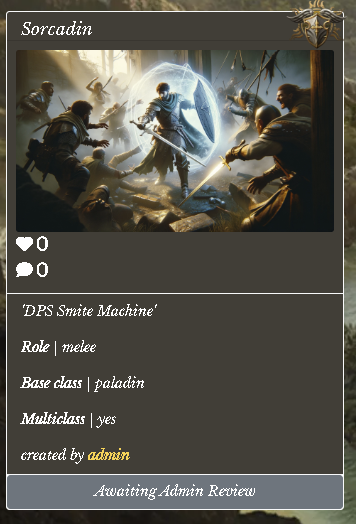 Sorcadin
0
0
'DPS Smite Machine'
Role | melee
Base class | paladin
Multiclass | yes
created by admin
Awaiting Admin Review